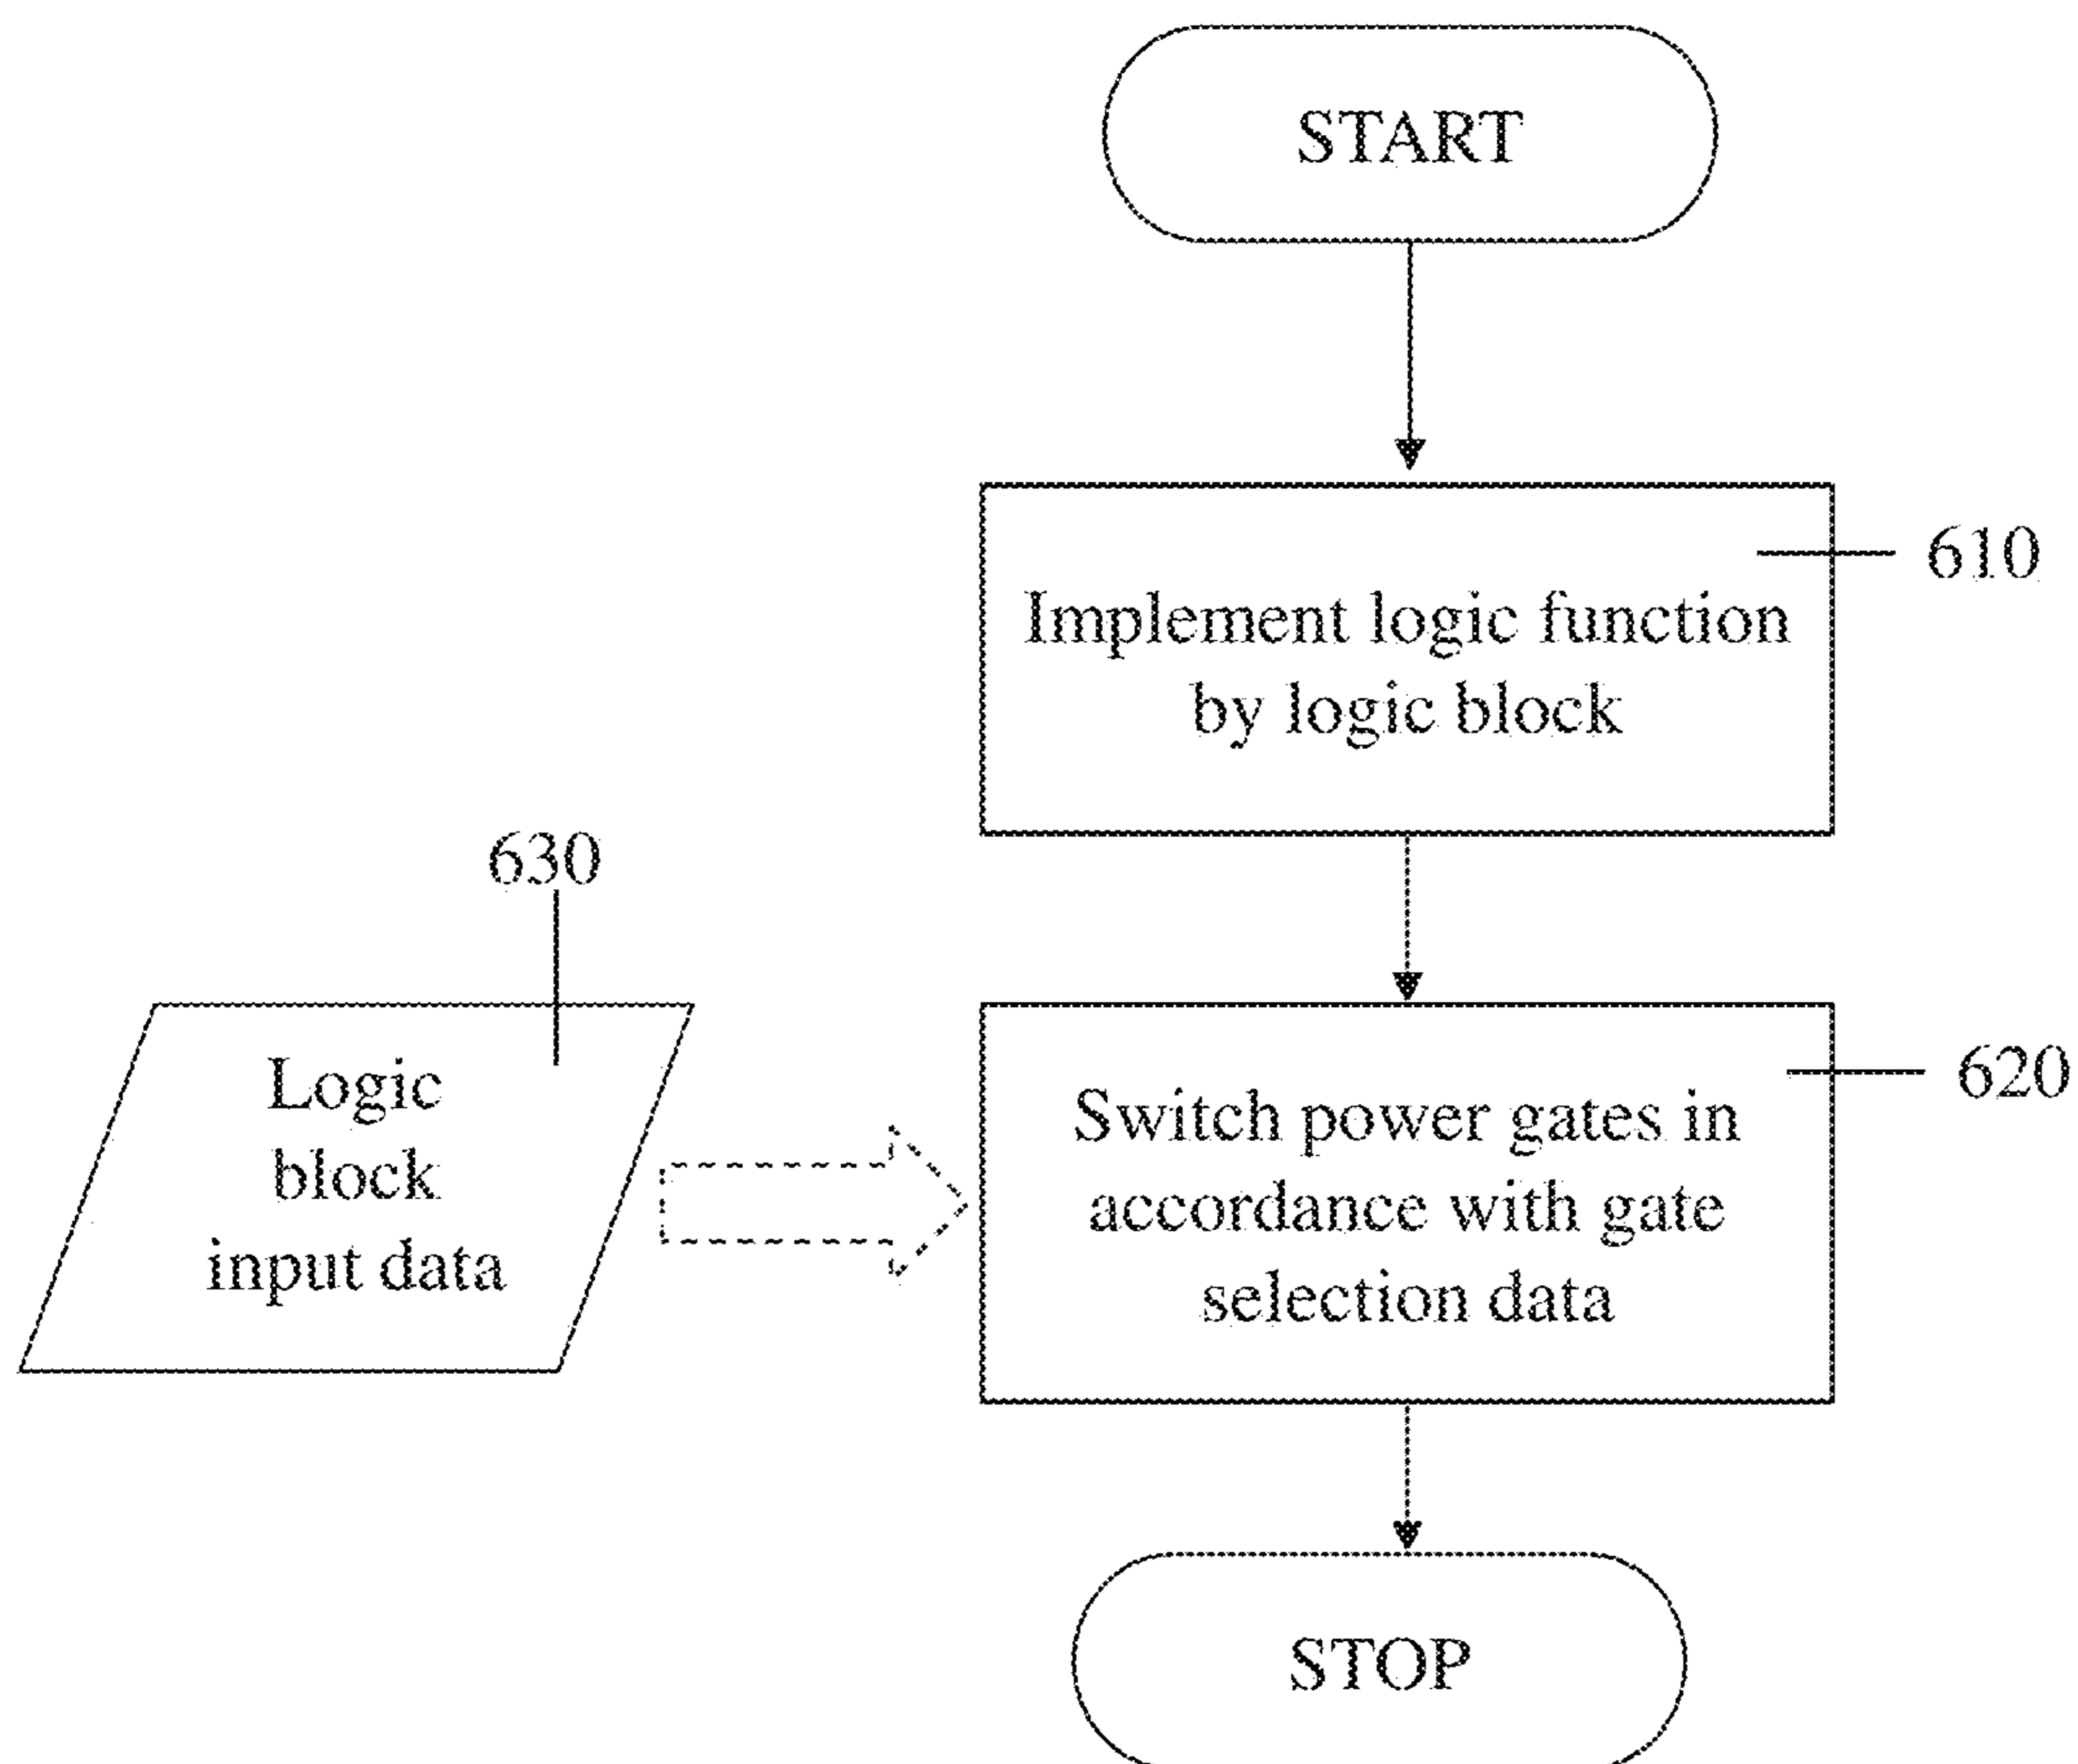 START
610
Implement logic function
by logic block
630
Logic
block
input data
620
Switch power gates in
accordance with gate
selection data
STOP